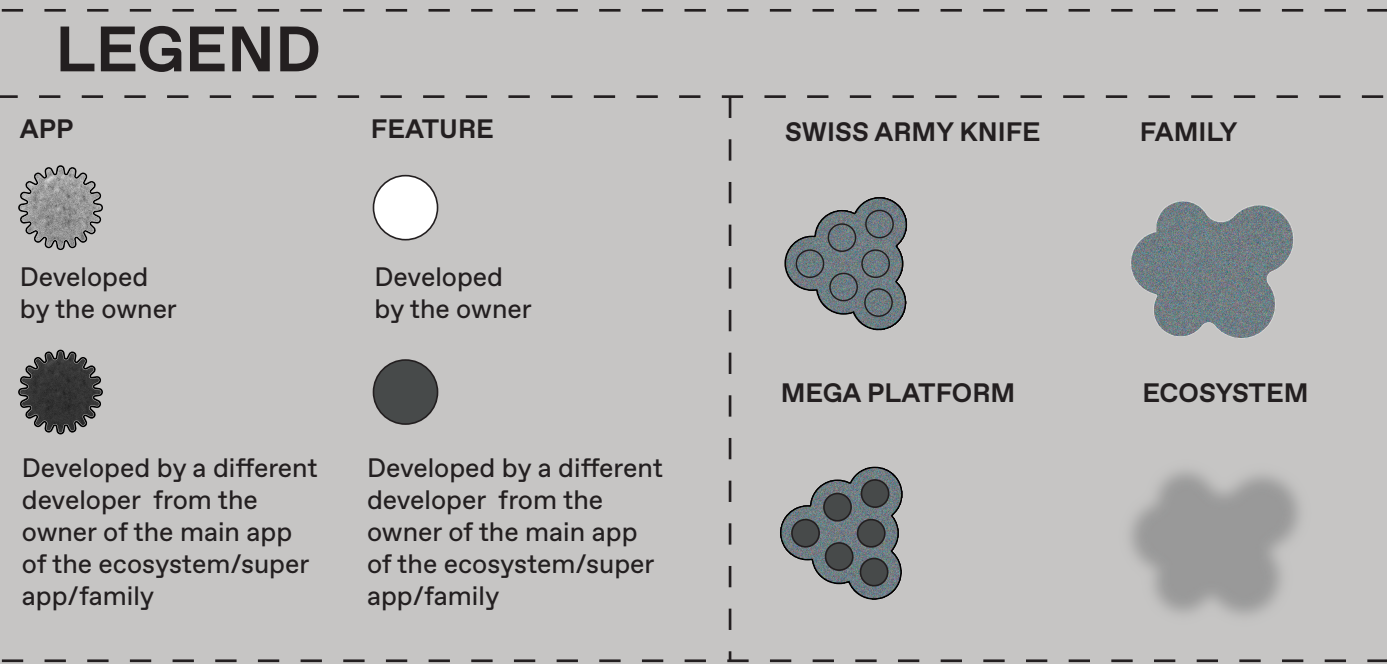 LEGEND
APP
Developed
by the owner
Developed by a different
developer  from the
owner of the main app
of the ecosystem/super
app/family
FEATURE
Developed
by the owner
Developed by a different
developer  from the
owner of the main app
of the ecosystem/super
app/family
SWISS ARMY KNIFE
FAMILY
MEGA PLATFORM
ECOSYSTEM